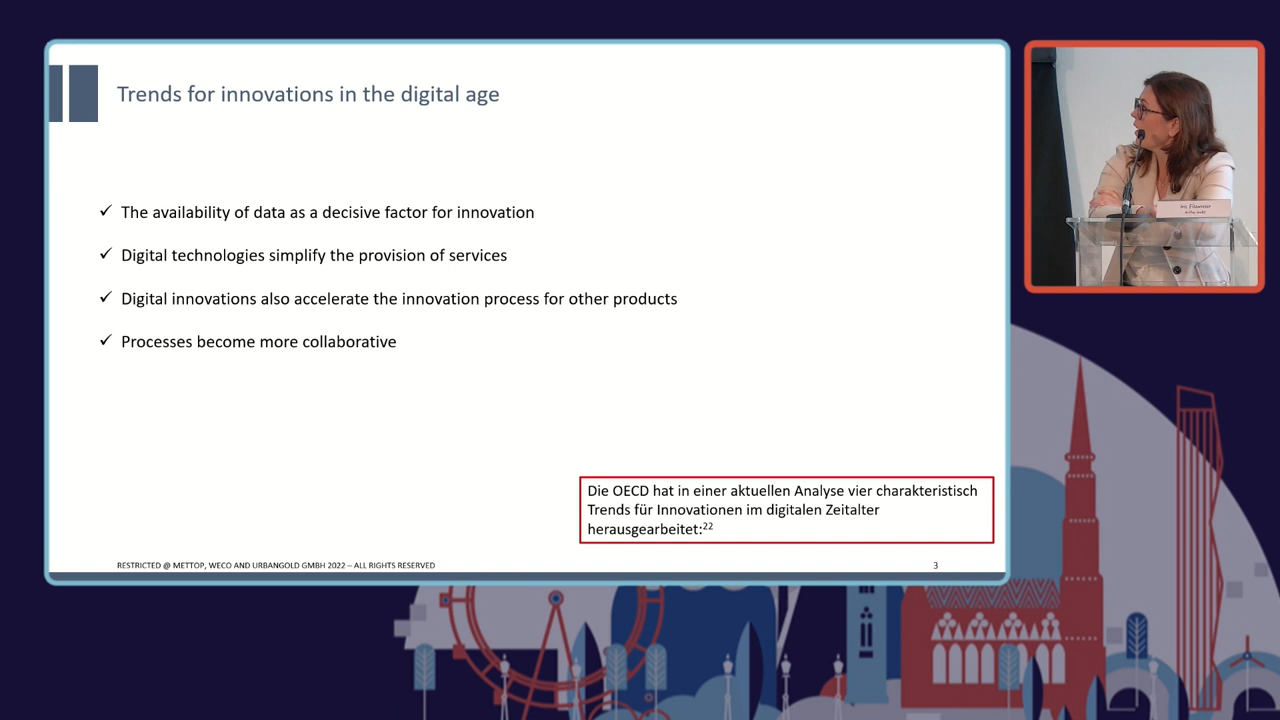 Trends for innovations in the digital age
✓ The availability of data as a decisive factor for innovation
✓ Digital technologies simplify the provision of services
✓ Digital innovations also accelerate the innovation process for other products
✓ Processes become more collaborative
Die OECD hat in einer aktuellen Analyse vier charakteristisch
Trends für Innovationen im digitalen Zeitalter
herausgearbeitet:22
RESTRICTED @ METTOP, WECO AND URBANGOLD GMBH 2022 – ALL RIGHTS RESERVED
3